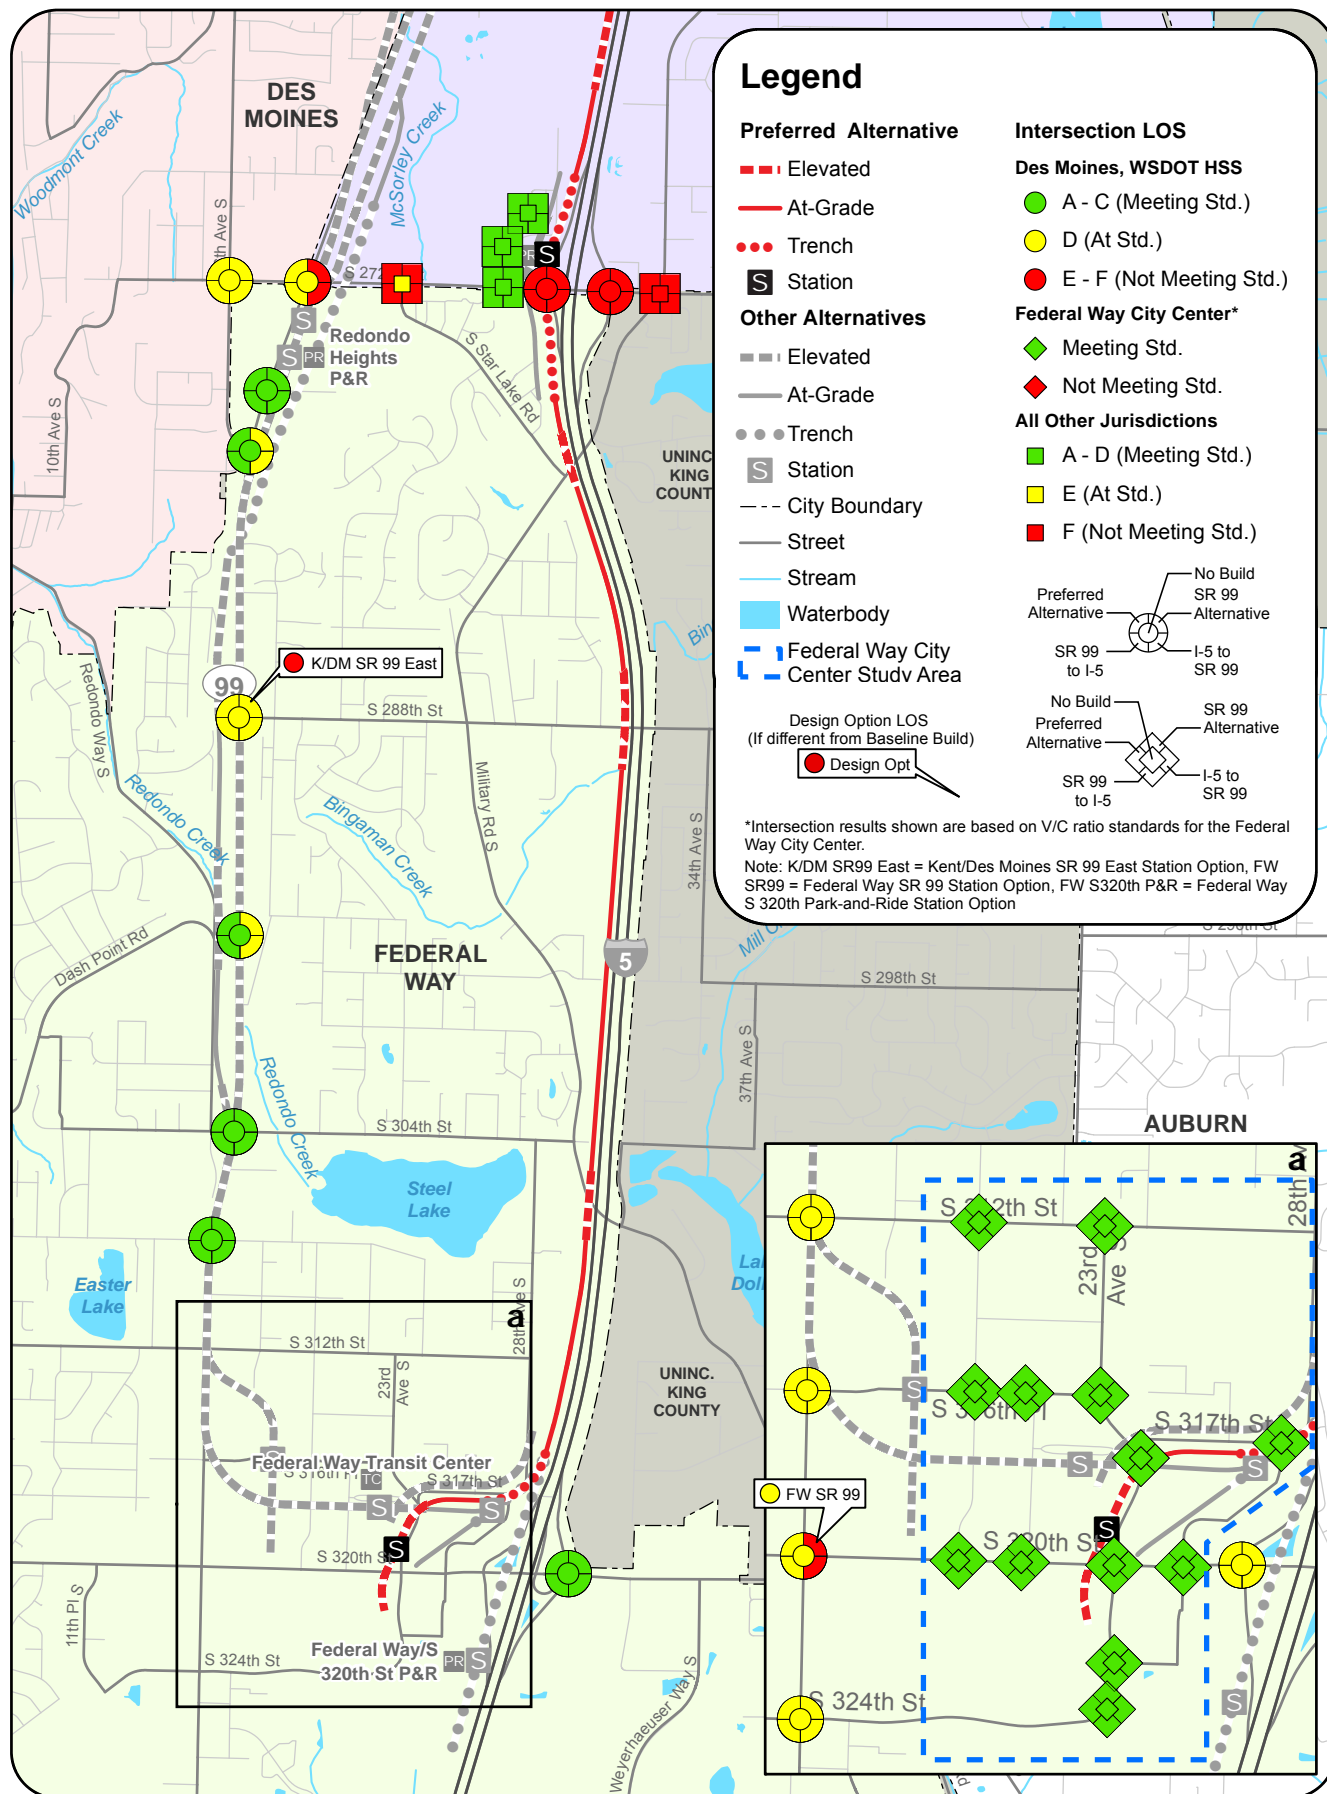 DES
MOINES
Woodmont Creek
McSorley Creek
10th Ave S
Redondo
Heights
P&R
S
S
PR
S
S Star Lake Rd
UNINC.
KING
COUNT
99
K/DM SR 99 East
S 288th St
Redondo Way S
Redondo Creek
Military Rd S
Bingaman Creek
34th Ave S
Dash Point Rd
FEDERAL
WAY
5
S 298th St
37th Ave S
Redondo Creek
S 304th St
AUBURN
Steel
Lake
Easter
Lake
a
S 312th St
28th Ave S
23rd
Ave S
UNINC.
KING
COUNTY
Federal Way Transit Center
TC
S 317th St
S
S
S
S 320th St
11th Pl S
S 324th St
Federal Way/S
320th St P&R
PR
S
Weyerhaeuser Way S
Legend
Preferred Alternative
Elevated
At-Grade
Trench
S Station
Other Alternatives
Elevated
At-Grade
Trench
S Station
City Boundary
Street
Stream
Waterbody
Federal Way City
Center Study Area
Design Option LOS
(If different from Baseline Build)
Design Opt
Intersection LOS
Des Moines, WSDOT HSS
A - C (Meeting Std.)
D (At Std.)
E - F (Not Meeting Std.)
Federal Way City Center*
Meeting Std.
Not Meeting Std.
All Other Jurisdictions
A - D (Meeting Std.)
E (At Std.)
F (Not Meeting Std.)
No Build
Preferred
Alternative
SR 99
Alternative
SR 99
to I-5
I-5 to
SR 99
No Build
Preferred
Alternative
SR 99
Alternative
SR 99
to I-5
I-5 to
SR 99
*Intersection results shown are based on V/C ratio standards for the Federal
Way City Center.
Note: K/DM SR99 East = Kent/Des Moines SR 99 East Station Option, FW
SR99 = Federal Way SR 99 Station Option, FW S320th P&R = Federal Way
S 320th Park-and-Ride Station Option
a
23rd
Ave S
S
S 317th St
S
S
FW SR 99
S
S 324th St
S